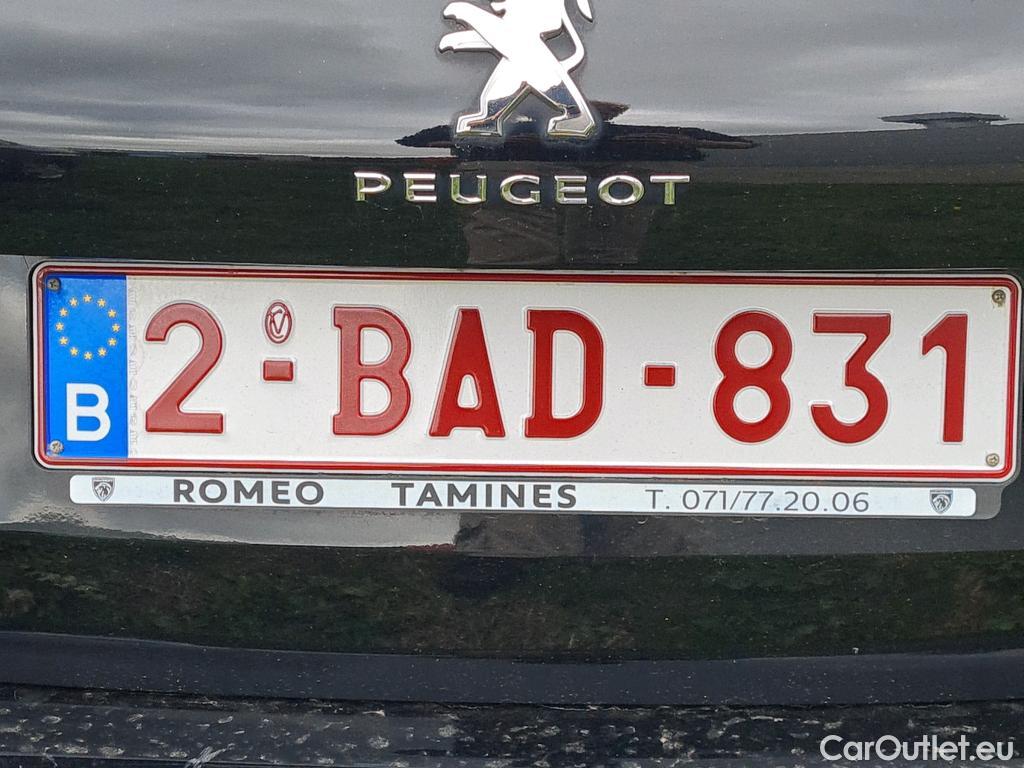 PEUGEOT
B 2-BAD-831
ROMEO TAMINES T. 071/77.20.06
CarOutlet.eu